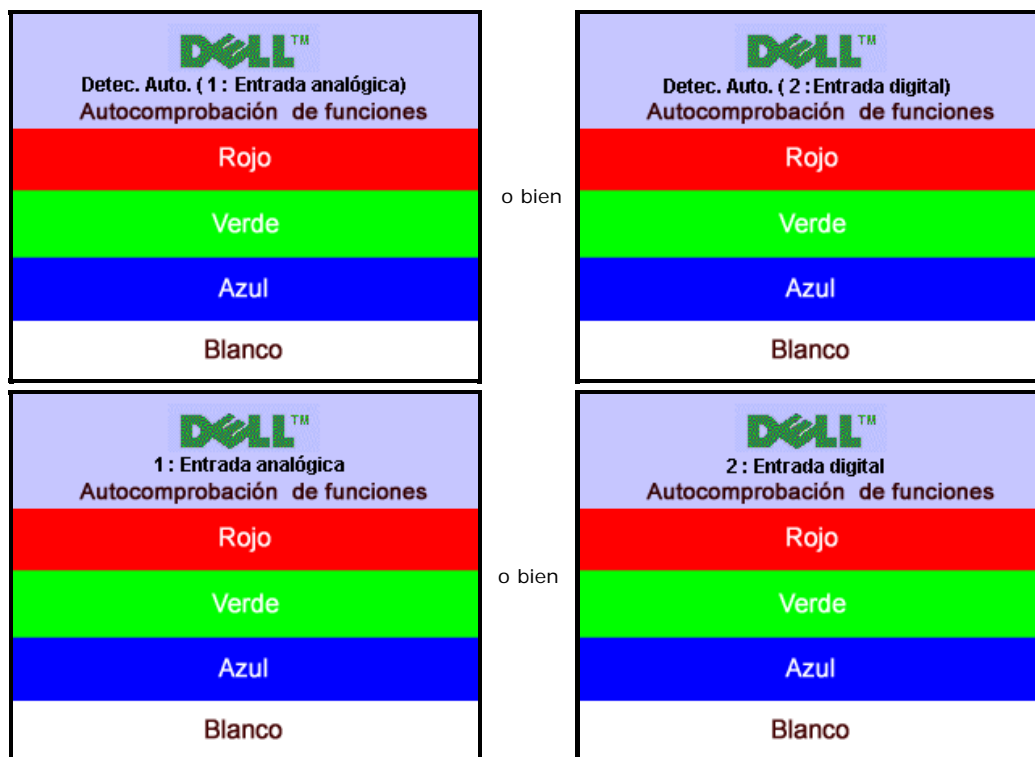 DELL™
Detec. Auto. ( 1 : Entrada analógica)
Autocomprobación de funciones
Rojo
Verde
Azul
Blanco
o bien
DELL™
Detec. Auto. ( 2 :Entrada digital)
Autocomprobación de funciones
Rojo
Verde
Azul
Blanco
DELL™
1 : Entrada analógica
Autocomprobación de funciones
Rojo
Verde
Azul
Blanco
o bien
DELL™
2 : Entrada digital
Autocomprobación de funciones
Rojo
Verde
Azul
Blanco